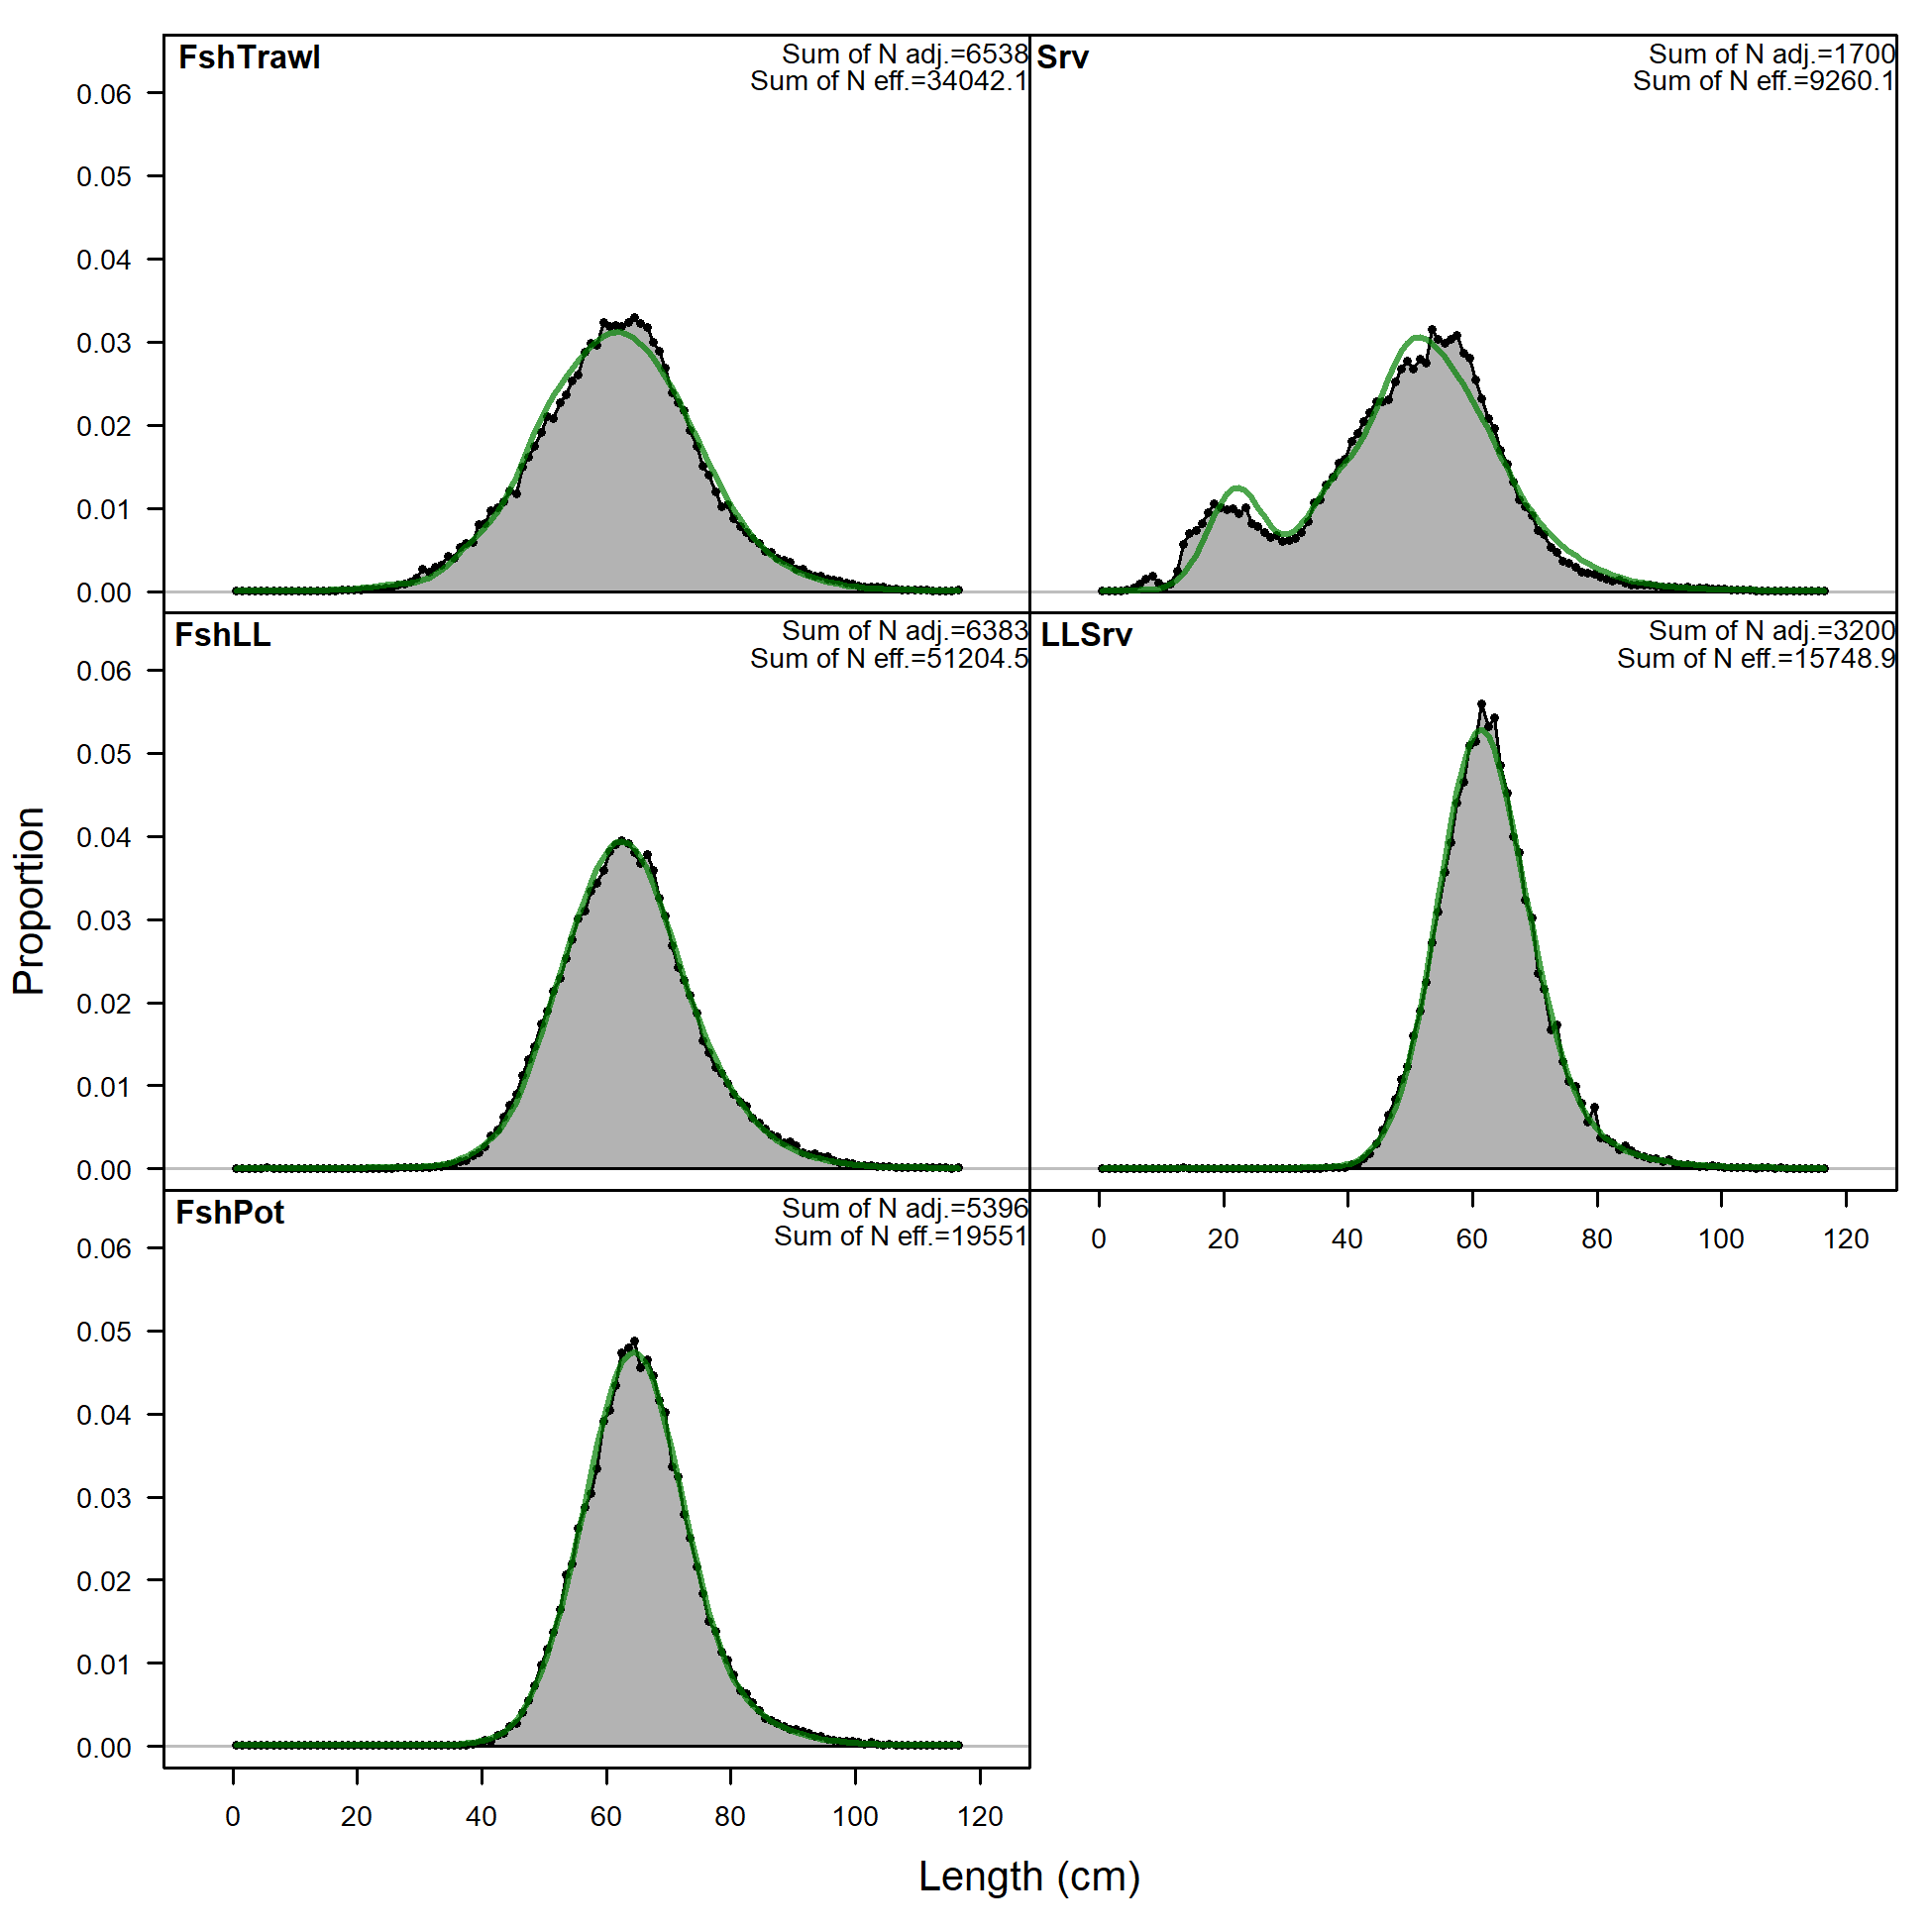 FshTrawl
Sum of N adj.=6538
Sum of N eff.=34042.1
0.06
0.05
0.04
0.03
0.02
0.01
0.00
Srv
Sum of N adj.=1700
Sum of N eff.=9260.1
FshLL
Sum of N adj.=6383
Sum of N eff.=51204.5
0.06
0.05
0.04
0.03
0.02
0.01
0.00
LLSrv
Sum of N adj.=3200
Sum of N eff.=15748.9
0 20 40 60 80 100 120
FshPot
Sum of N adj.=5396
Sum of N eff.=19551
0.06
0.05
0.04
0.03
0.02
0.01
0.00
0 20 40 60 80 100 120
Proportion
Length (cm)